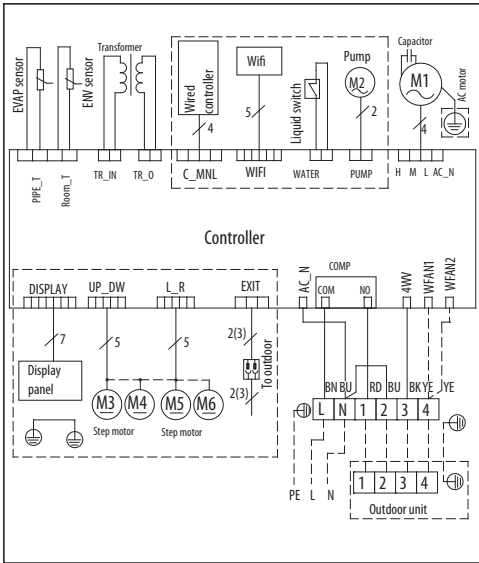 EVAP sensor
ENV sensor
Transformer
Wired
controller
4
Wifi
5
Liquid switch
Pump
M2
2
Capacitor
M1
4
AC motor
PIPE_T
Room_T
TR_IN
TR_O
C_MNL
WIFI
WATER
PUMP
H M L AC_N
Controller
DISPLAY
UP_DW
L_R
EXIT
AC_N
COMP
COM
NO
4WV
WFAN1
WFAN2
7
5
5
2(3)
To outdoor
2(3)
Display
panel
M3
M4
M5
M6
Step motor
Step motor
BN
BU
RD
BU
BK
YE
YE
L
N
1
2
3
4
PE
L
N
1
2
3
4
Outdoor unit